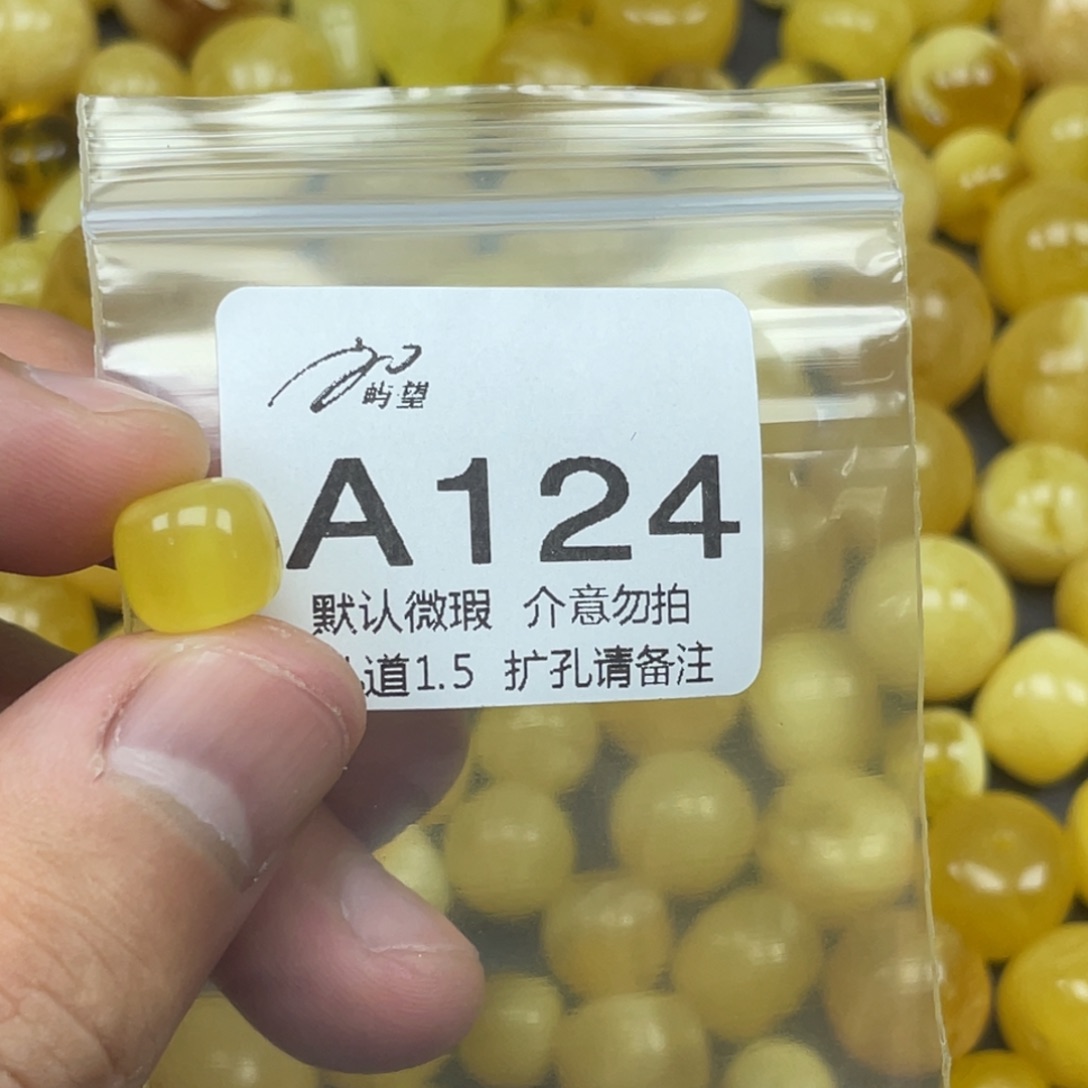 屿望
A124
默认微瑕 介意勿拍
道1.5 扩孔请备注